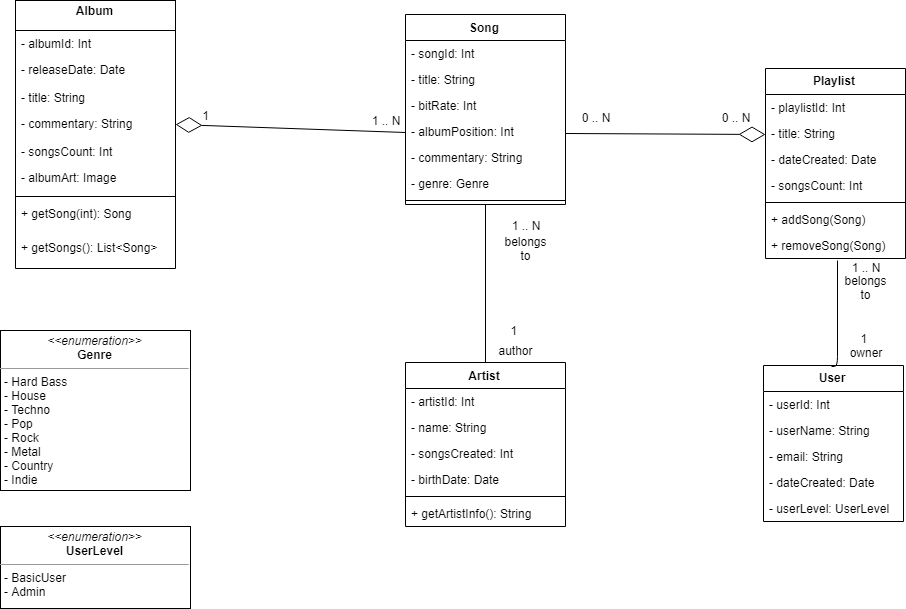 Album
- albumId: Int
- releaseDate: Date
- title: String
- commentary: String
- songsCount: Int
- albumArt: Image
+ getSong(int): Song
+ getSongs(): List<Song>
1
1 .. N
Song
- songId: Int
- title: String
- bitRate: Int
- albumPosition: Int
- commentary: String
- genre: Genre
0 .. N
0 .. N
Playlist
- playlistId: Int
- title: String
- dateCreated: Date
- songsCount: Int
+ addSong(Song)
+ removeSong(Song)
1 .. N
belongs
to
1
author
1 .. N
belongs
to
1
owner
<<enumeration>>
Genre
- Hard Bass
- House
- Techno
- Pop
- Rock
- Metal
- Country
- Indie
Artist
- artistId: Int
- name: String
- songsCreated: Int
- birthDate: Date
+ getArtistInfo(): String
User
- userId: Int
- userName: String
- email: String
- dateCreated: Date
- userLevel: UserLevel
<<enumeration>>
UserLevel
- BasicUser
- Admin